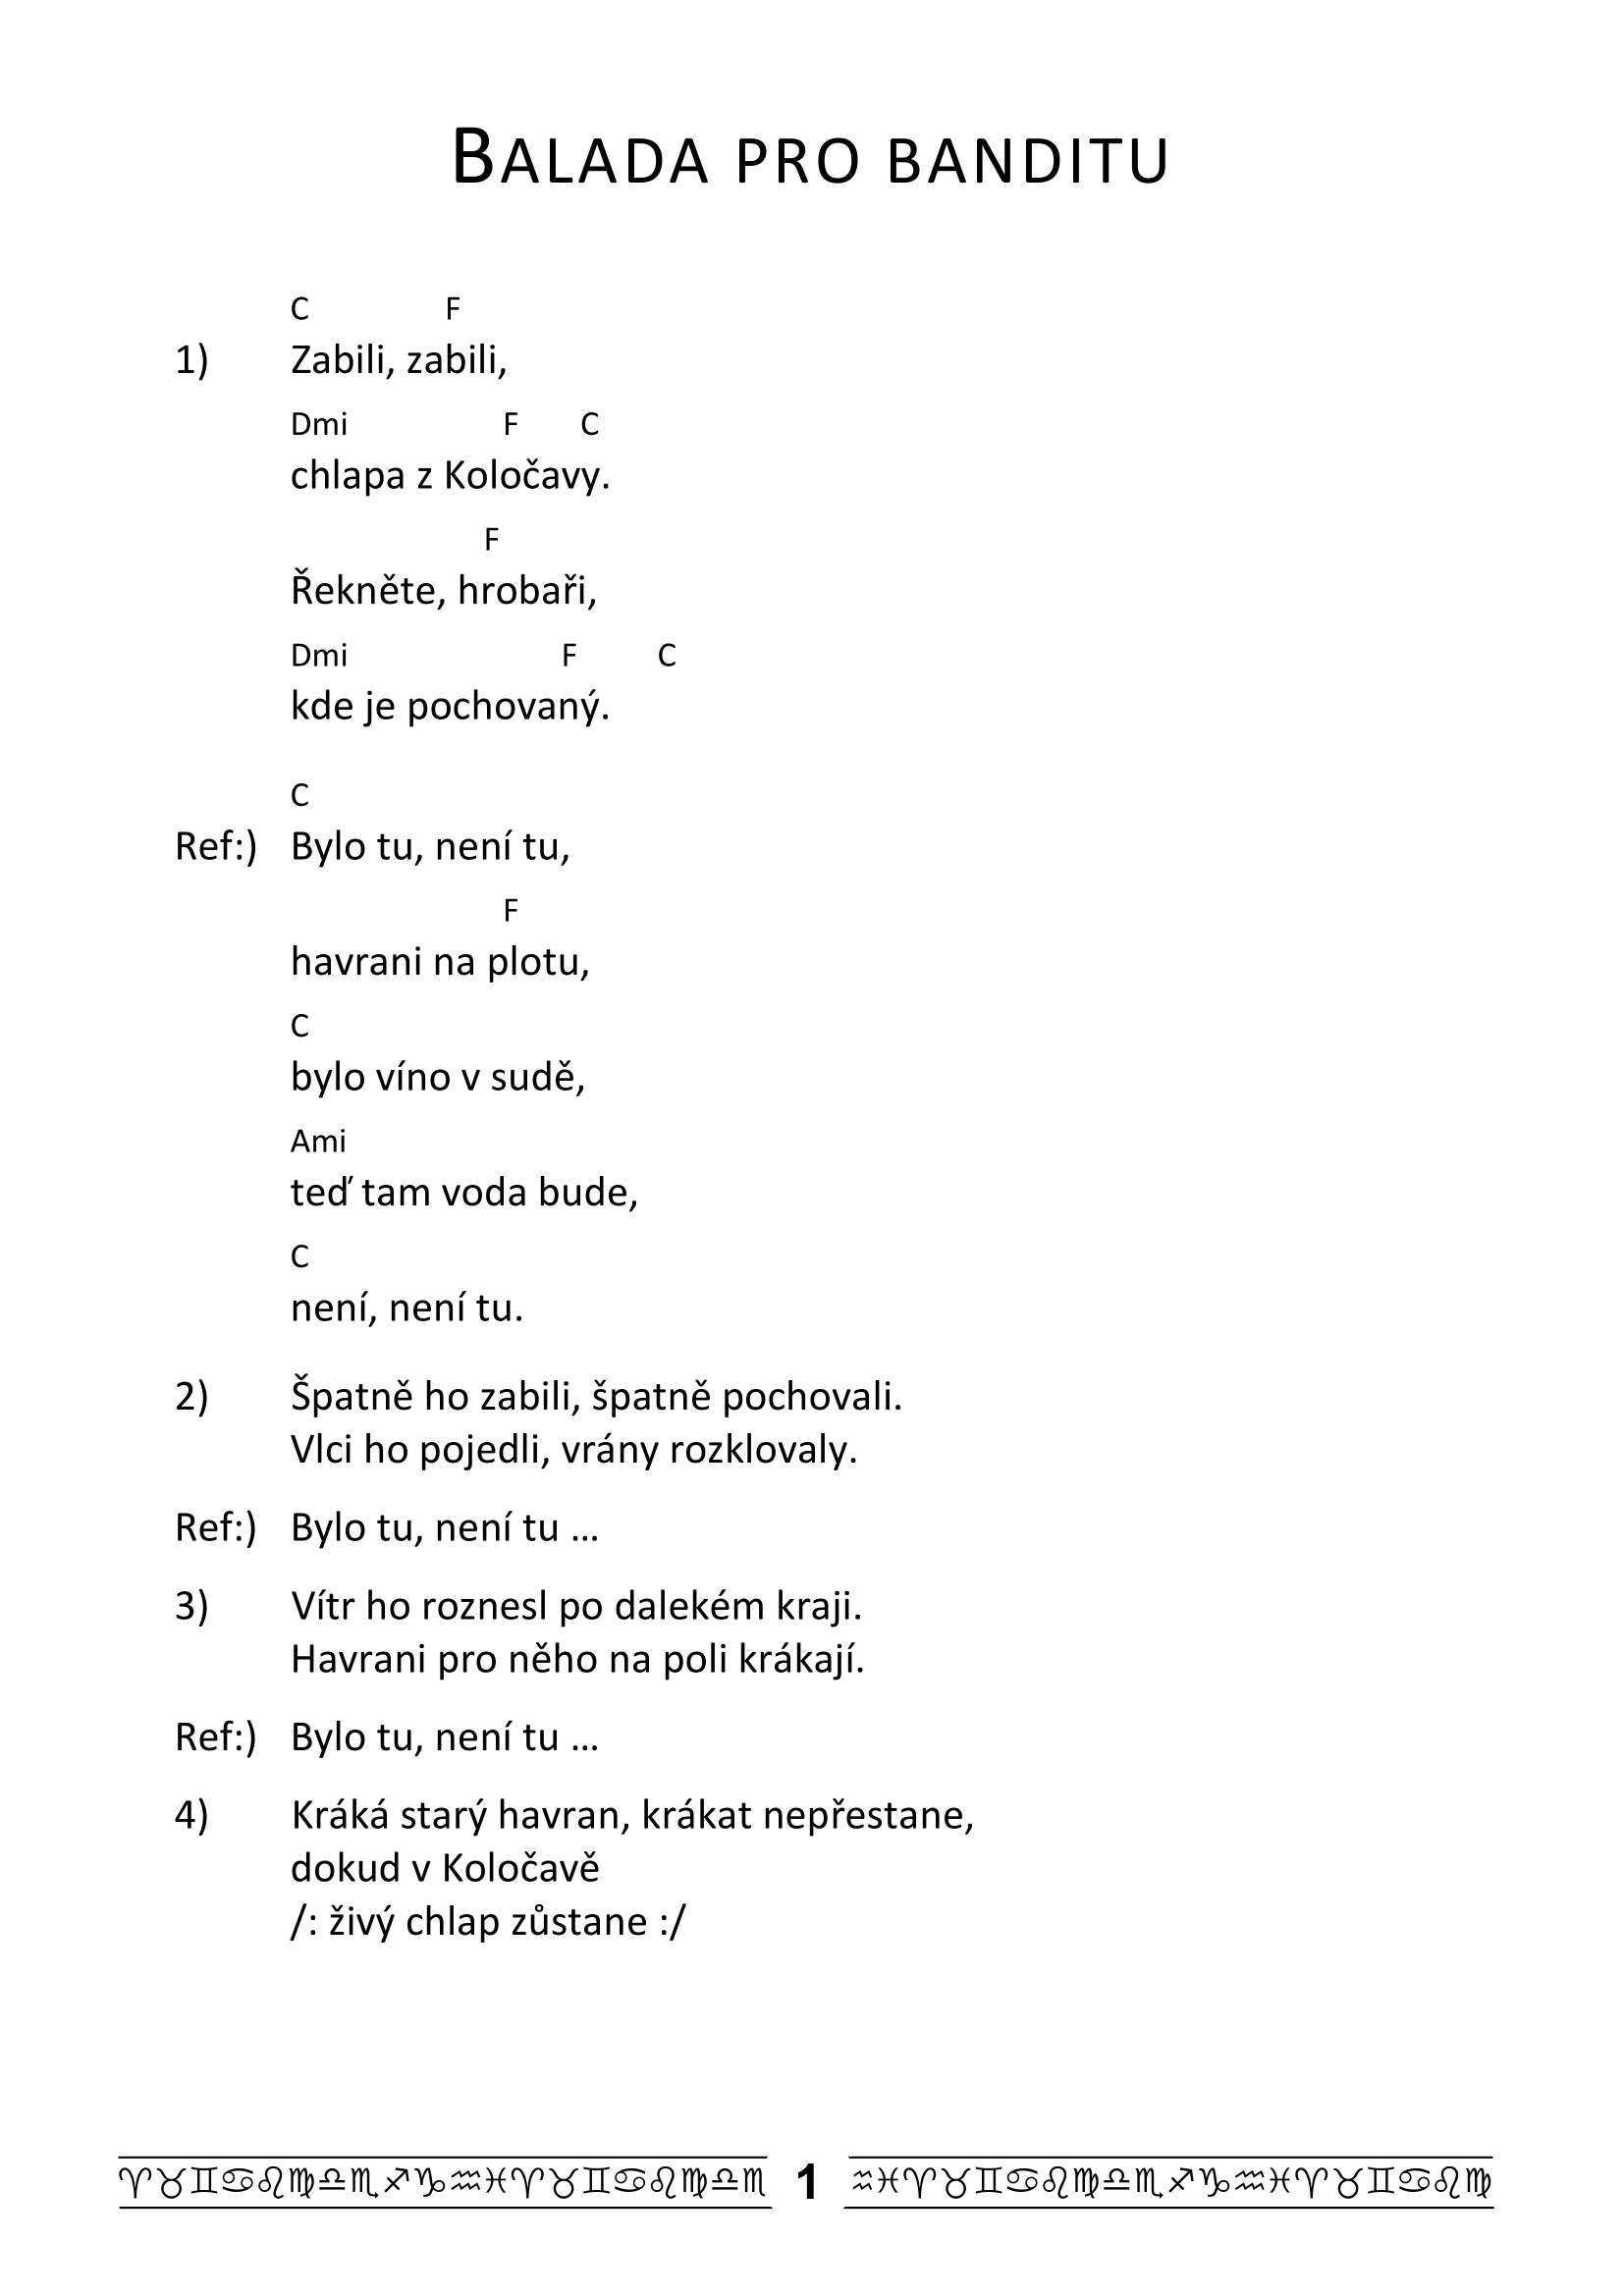 BALADA PRO BANDITU
C F
1) Zabili, zabili,
Dmi F C
chlapa z Koločavy.
F
Řekněte, hrobaři,
Dmi F C
kde je pochovaný.
C
Ref:) Bylo tu, není tu,
F
havrani na plotu,
C
bylo víno v sudě,
Ami
teď tam voda bude,
C
není, není tu.
2) Špatně ho zabili, špatně pochovali.
Vlci ho pojedli, vrány rozklovaly.
Ref:) Bylo tu, není tu ...
3) Vítr ho roznesl po dalekém kraji.
Havrani pro něho na poli krákají.
Ref:) Bylo tu, není tu ...
4) Kráká starý havran, krákat nepřestane,
dokud v Koločavě
/: živý chlap zůstane :/
♈♉♊♋♌♍♎♏♐♑♒♓♈♉♊♋♌♍♎♏ 1 ♒♓♈♉♊♋♌♍♎♏♐♑♒♓♈♉♊♋♌♍